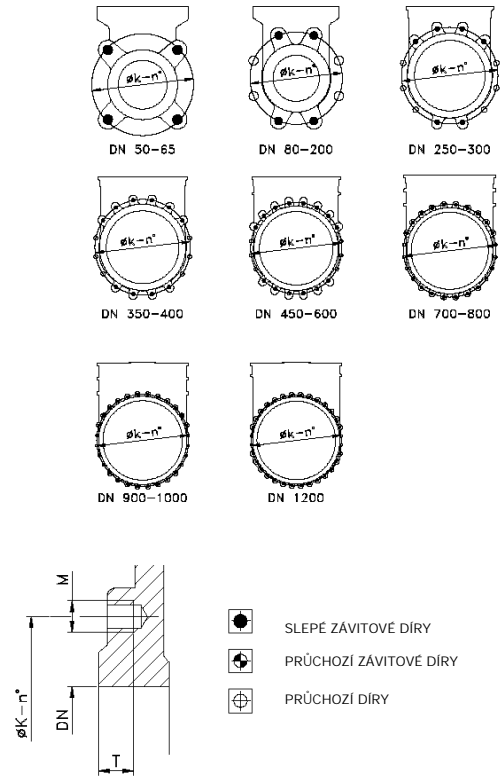 øk-n°
øk-n°
øk-n°
DN 50-65
DN 80-200
DN 250-300
øk-n°
øk-n°
øk-n°
DN 350-400
DN 450-600
DN 700-800
øk-n°
øk-n°
DN 900-1000
DN 1200
M
øK-n°
DN
T
SLEPÉ ZÁVITOVÉ DÍRY
PRŮCHOZÍ ZÁVITOVÉ DÍRY
PRŮCHOZÍ DÍRY